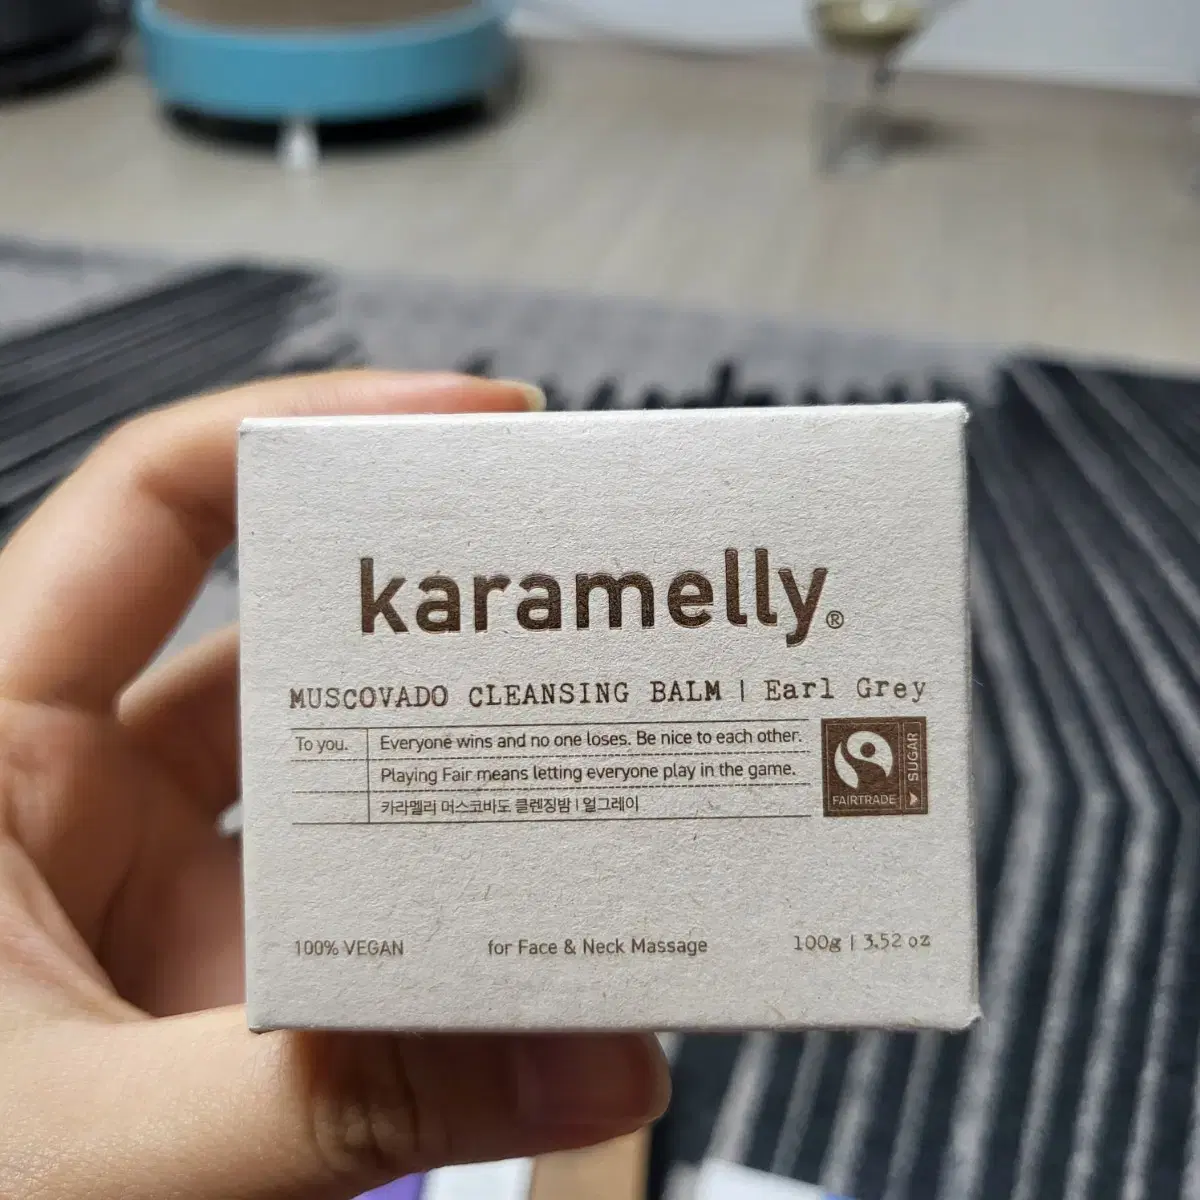 karamelly®
MUSCOVADO CLEANSING BALM | Earl Grey
To you. Everyone wins and no one loses. Be nice to each other.
Playing Fair means letting everyone play in the game.
카라멜리 머스코바도 클렌징밤 | 얼그레이
FAIRTRADE
SUGAR
100% VEGAN for Face & Neck Massage 100g | 3.52 oz